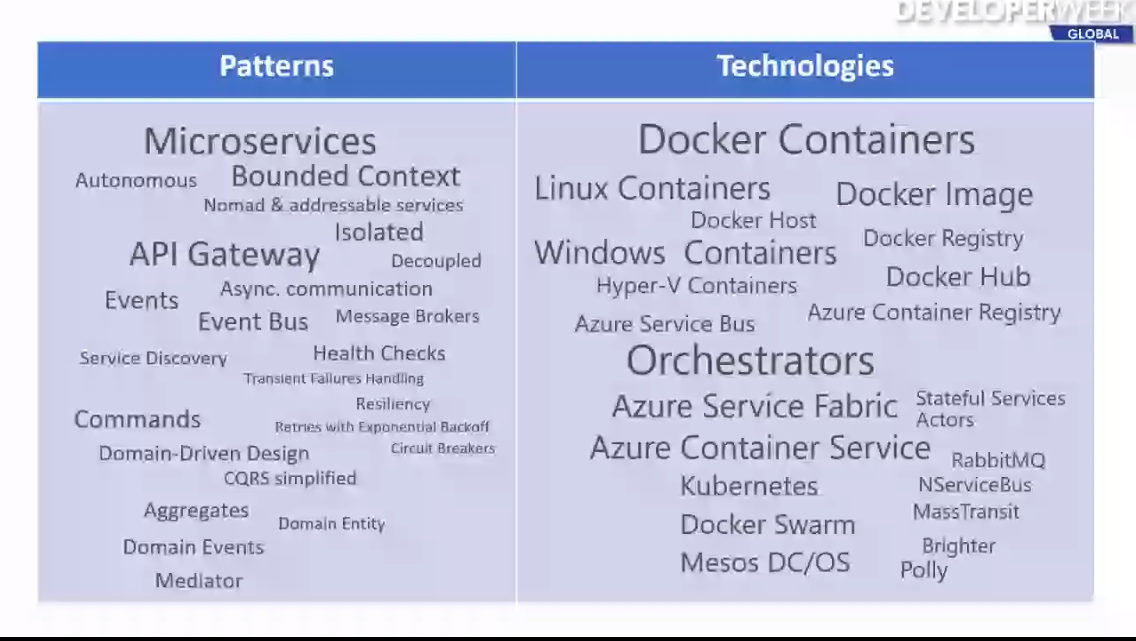 DEVELOPERWEEK
GLOBAL
Patterns
Microservices
Autonomous
Bounded Context
Nomad & addressable services
Isolated
API Gateway
Decoupled
Async. communication
Events
Event Bus
Message Brokers
Service Discovery
Health Checks
Transient Failures Handling
Resiliency
Commands
Retries with Exponential Backoff
Domain-Driven Design
Circuit Breakers
CQRS simplified
Aggregates
Domain Entity
Domain Events
Mediator
Technologies
Docker Containers
Linux Containers
Docker Image
Docker Host
Docker Registry
Windows Containers
Docker Hub
Hyper-V Containers
Azure Container Registry
Azure Service Bus
Orchestrators
Azure Service Fabric
Stateful Services
Actors
Azure Container Service
RabbitMQ
Kubernetes
NServiceBus
MassTransit
Docker Swarm
Brighter
Mesos DC/OS
Polly